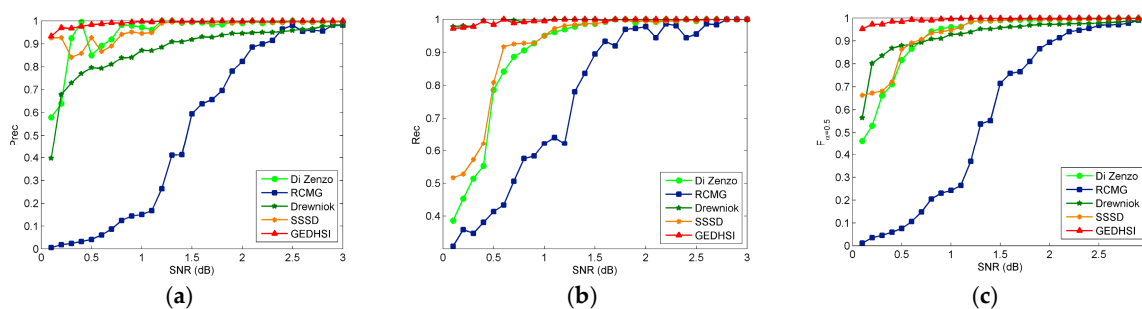 1
0.9
0.8
0.7
0.6
0.5
0.4
0.3
0.2
0.1
0
Prec
0.5
1
1.5
2
2.5
3
SNR (dB)
Di Zenzo
RCMG
Drewniok
SSSD
GEDHSI
(a)
1
0.9
0.8
0.7
0.6
0.5
0.4
Rec
0.5
1
1.5
2
2.5
3
SNR (dB)
Di Zenzo
RCMG
Drewniok
SSSD
GEDHSI
(b)
1
0.9
0.8
0.7
0.6
0.5
0.4
0.3
0.2
0.1
0
Fα=0.5
0.5
1
1.5
2
2.5
SNR (dB)
Di Zenzo
RCMG
Drewniok
SSSD
GEDHSI
(c)